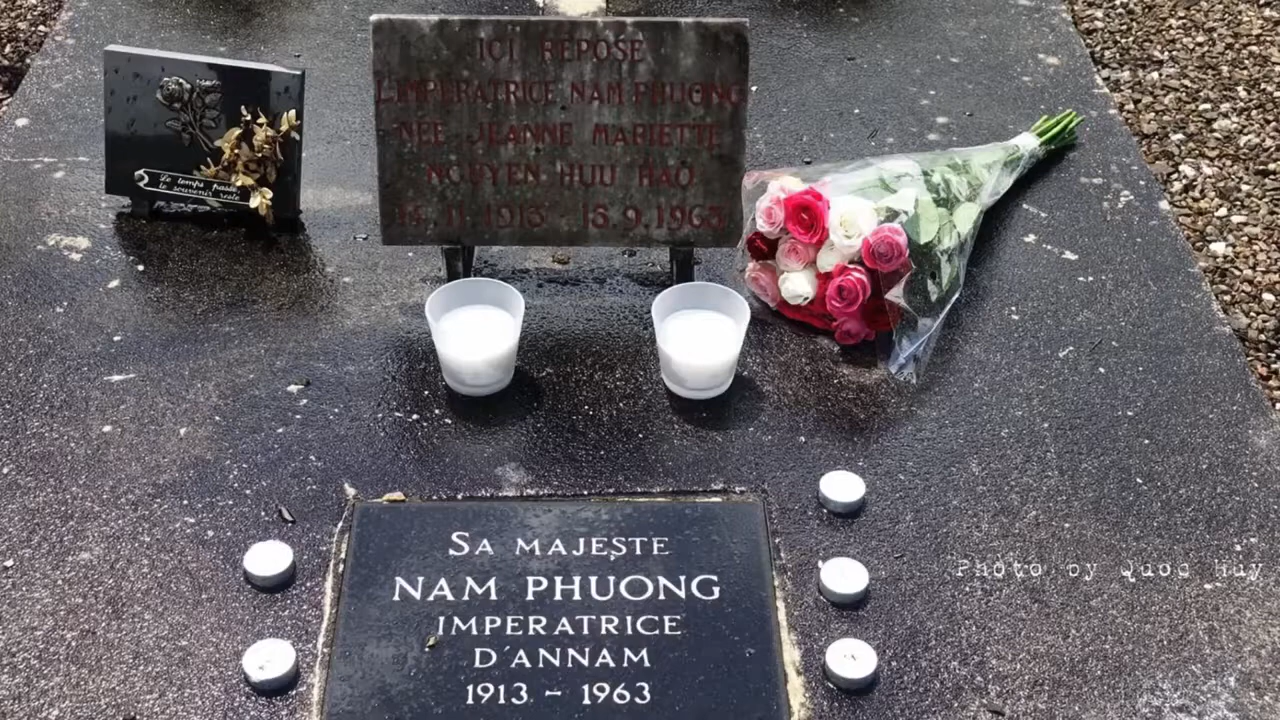 ICI REPOSE
L'IMPERATRICE NAM PHUONG
NEE JEANNE MARIETTE
NGUYEN HUU HAO
14.11.1913 - 15.9.1963
Le temps passe,
le souvenir reste
SA MAJESTE
NAM PHUONG
IMPERATRICE
D'ANNAM
1913 - 1963
Photo by Quoc Huy